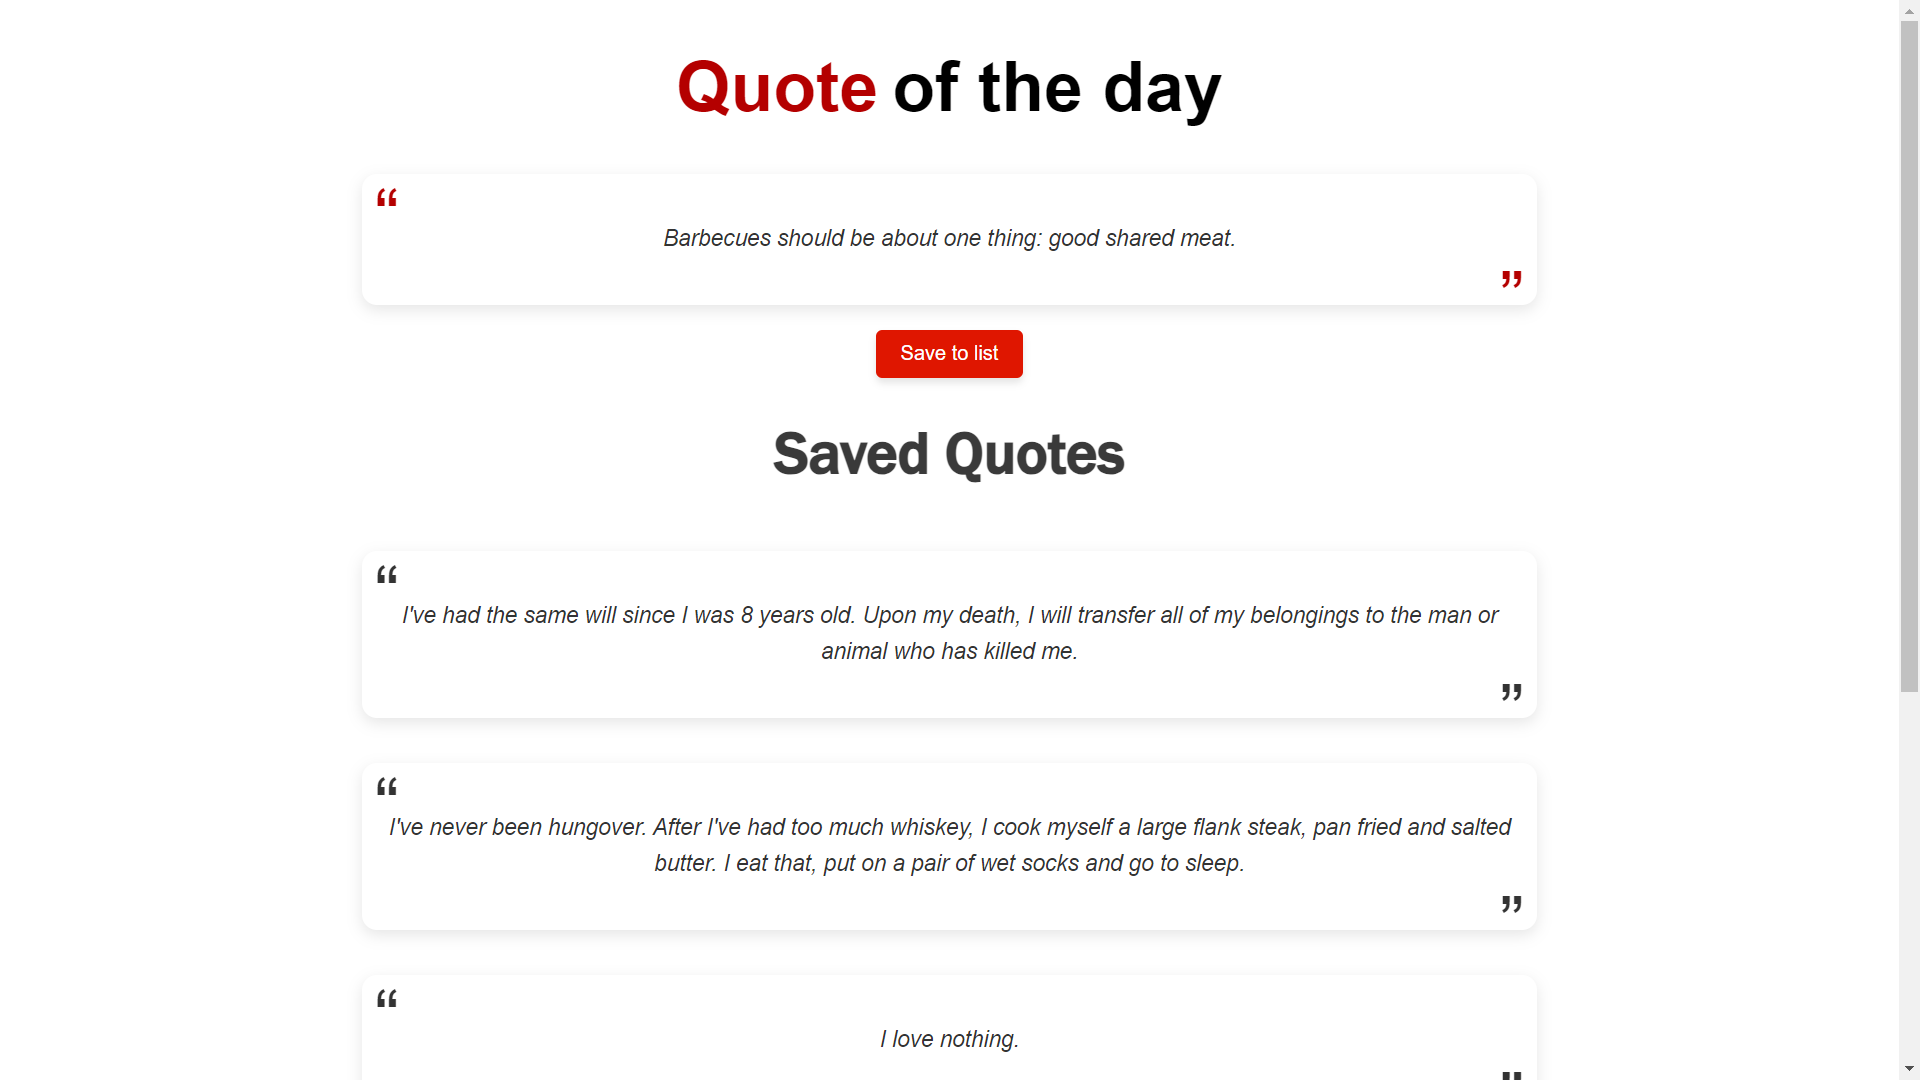 Quote of the day
“
Barbecues should be about one thing: good shared meat.
”
Save to list
Saved Quotes
“
I've had the same will since I was 8 years old. Upon my death, I will transfer all of my belongings to the man or
animal who has killed me.
”
“
I've never been hungover. After I've had too much whiskey, I cook myself a large flank steak, pan fried and salted
butter. I eat that, put on a pair of wet socks and go to sleep.
”
“
I love nothing.
”